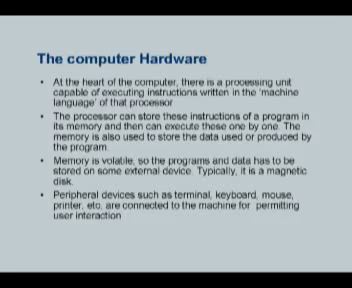 The computer Hardware
• At the heart of the computer, there is a processing unit
capable of executing instructions written in the 'machine
language' of that processor
• The processor can store these instructions of a program in
its memory and then can execute these one by one. The
memory is also used to store the data used or produced by
the program.
• Memory is volatile, so the programs and data has to be
stored on some external device. Typically, it is a magnetic
disk.
• Peripheral devices such as terminal, keyboard, mouse,
printer, etc. are connected to the machine for permitting
user interaction